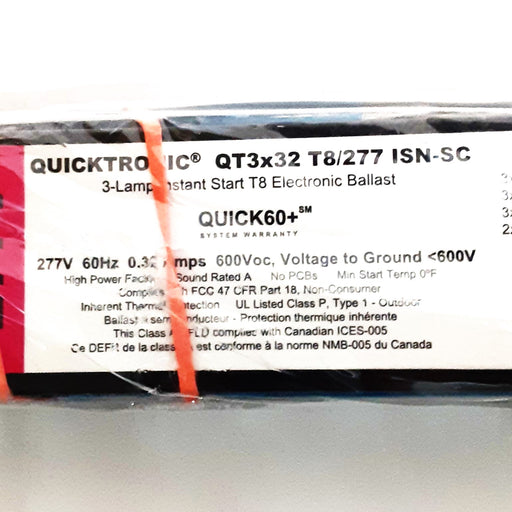 QUICKTRONIC® QT3x32 T8/277 ISN-SC
3-Lamp Instant Start T8 Electronic Ballast
QUICK60+℠
SYSTEM WARRANTY
277V 60Hz 0.32 Amps 600Voc, Voltage to Ground <600V
High Power Factor Sound Rated A No PCBs Min Start Temp 0°F
Complies with FCC 47 CFR Part 18, Non-Consumer
Inherent Thermal Protection UL Listed Class P, Type 1 - Outdoor
Ballast à semiconducteur - Protection thermique inhérente
This Class RFLD complies with Canadian ICES-005
Ce DEFR de la classe est conforme à la norme NMB-005 du Canada